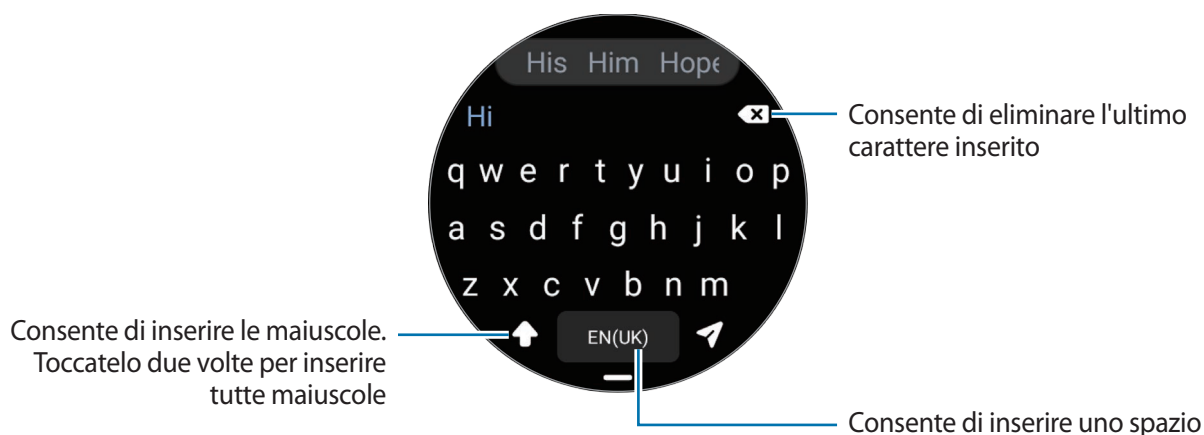 His Him Hope
Hi
Consente di eliminare l'ultimo
carattere inserito
q w e r t y u i o p
a s d f g h j k l
z x c v b n m
Consente di inserire le maiuscole.
Toccatelo due volte per inserire
tutte maiuscole
EN(UK)
Consente di inserire uno spazio